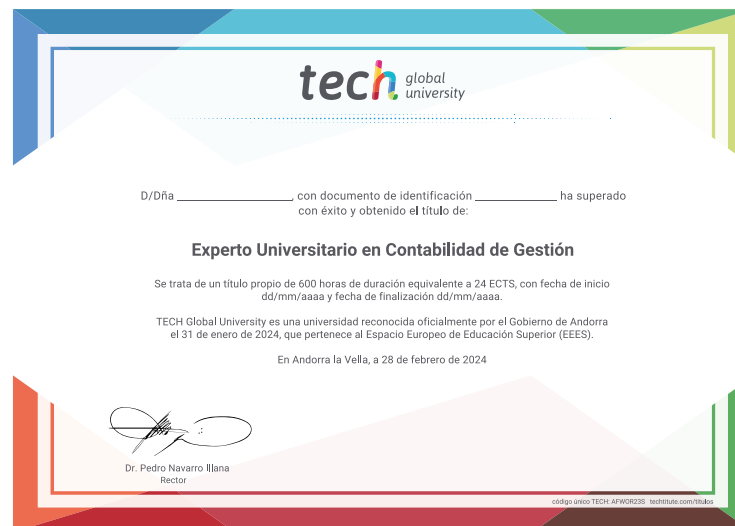 tech global university
D/Dña ____________________, con documento de identificación ______________ ha superado
con éxito y obtenido el título de:
Experto Universitario en Contabilidad de Gestión
Se trata de un título propio de 600 horas de duración equivalente a 24 ECTS, con fecha de inicio
dd/mm/aaaa y fecha de finalización dd/mm/aaaa.
TECH Global University es una universidad reconocida oficialmente por el Gobierno de Andorra
el 31 de enero de 2024, que pertenece al Espacio Europeo de Educación Superior (EEES).
En Andorra la Vella, a 28 de febrero de 2024
Dr. Pedro Navarro Illana
Rector
código único TECH: AFWOR23S techtitute.com/titulos